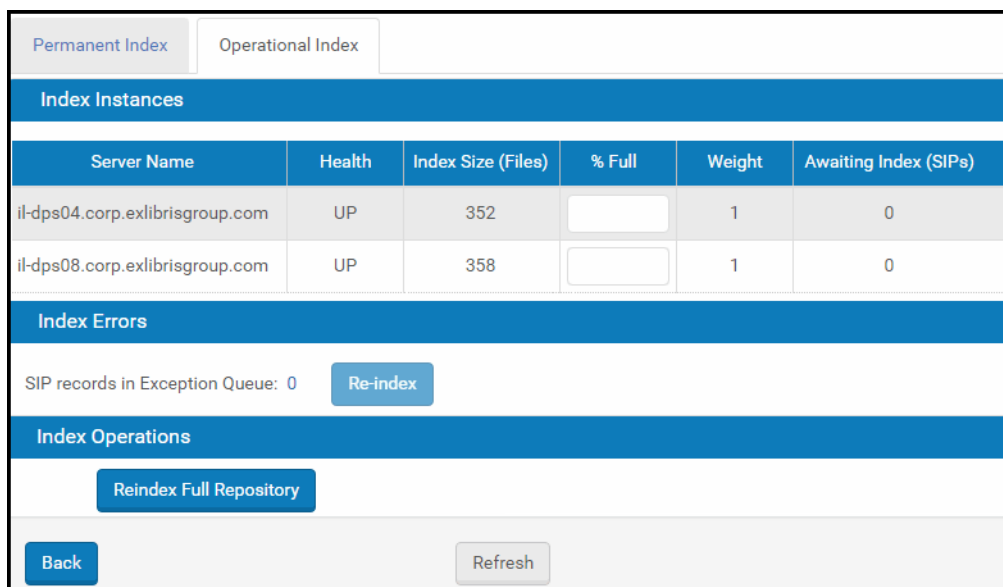 Permanent Index Operational Index
Index Instances
Server Name Health Index Size (Files) % Full Weight Awaiting Index (SIPs)
il-dps04.corp.exlibrisgroup.com UP 352 1 0
il-dps08.corp.exlibrisgroup.com UP 358 1 0
Index Errors
SIP records in Exception Queue: 0 Re-index
Index Operations
Reindex Full Repository
Back Refresh